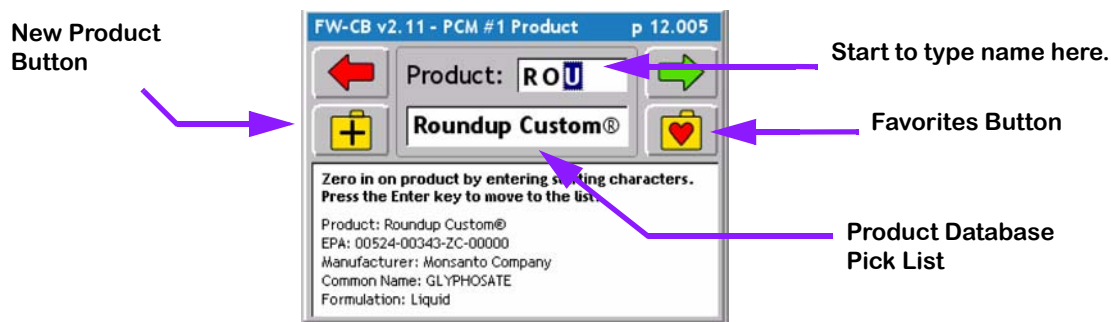 New Product
Button
FW-CB v2.11 - PCM #1 Product p 12.005
Product: ROU
Roundup Custom®
Start to type name here.
Favorites Button
Zero in on product by entering starting characters.
Press the Enter key to move to the list.
Product: Roundup Custom®
EPA: 00524-00343-ZC-00000
Manufacturer: Monsanto Company
Common Name: GLYPHOSATE
Formulation: Liquid
Product Database
Pick List